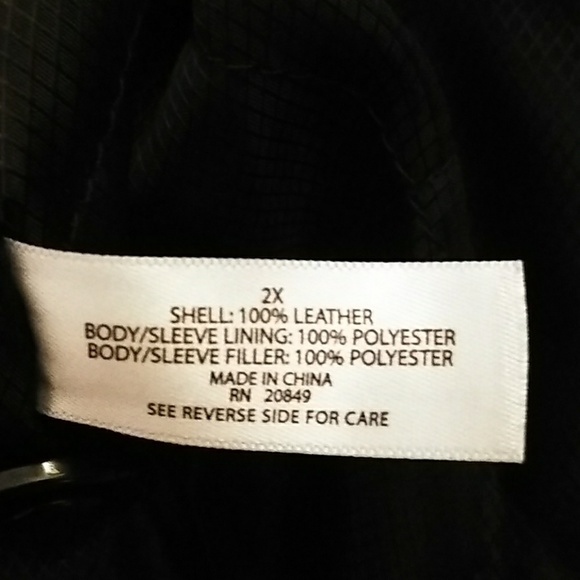 2X
SHELL: 100% LEATHER
BODY/SLEEVE LINING: 100% POLYESTER
BODY/SLEEVE FILLER: 100% POLYESTER
MADE IN CHINA
RN 20849
SEE REVERSE SIDE FOR CARE